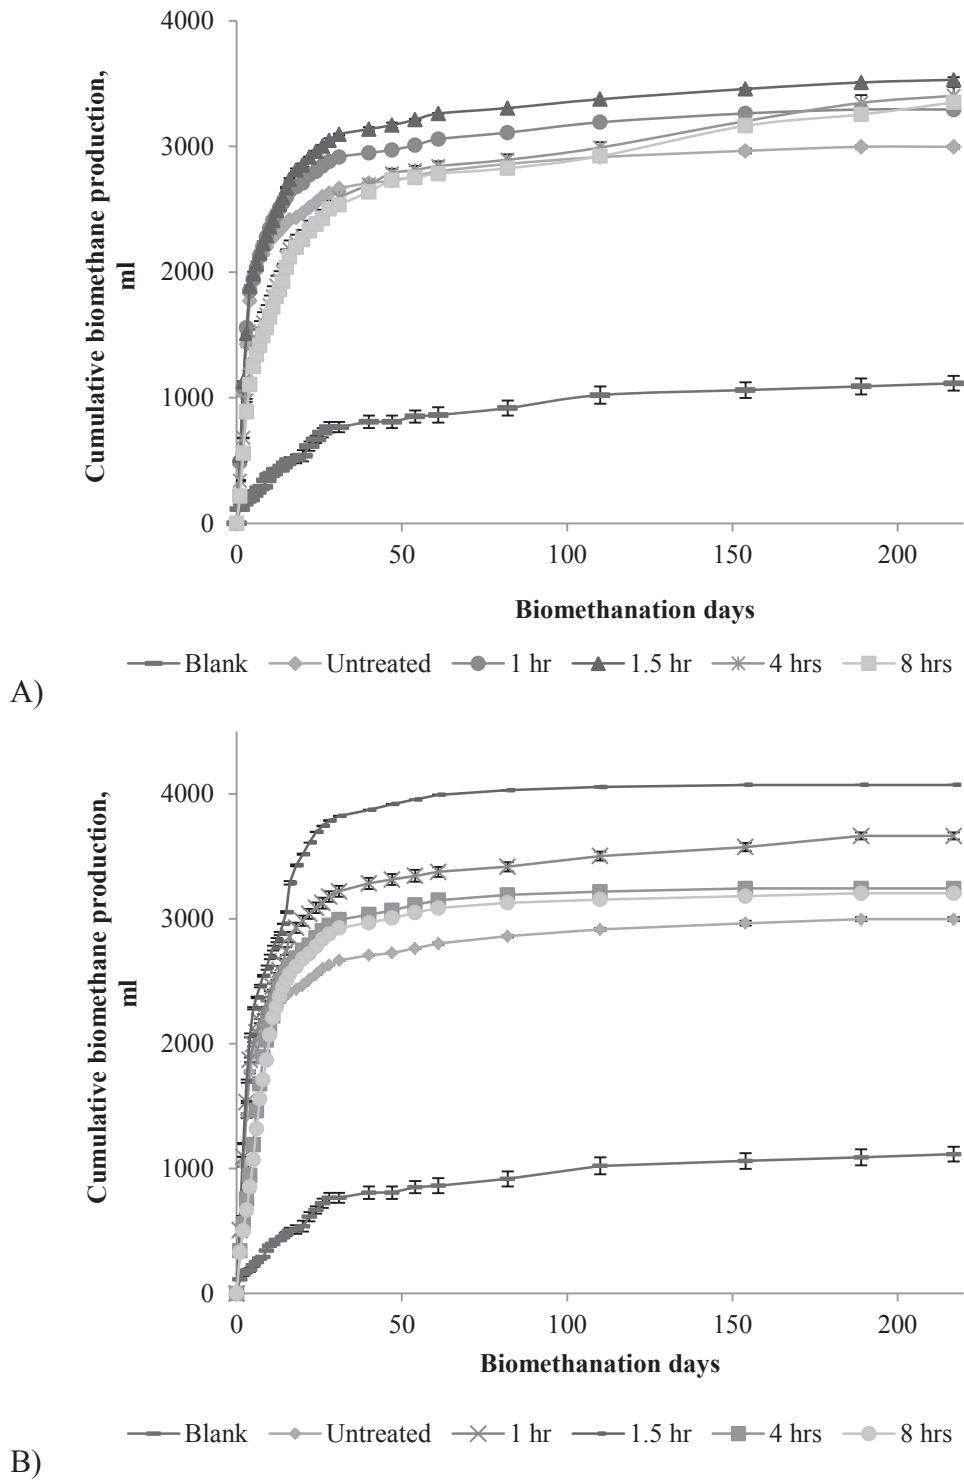 4000
3000
2000
1000
0
Cumulative biomethane production,
ml
0 50 100 150 200
Biomethanation days
Blank Untreated 1 hr 1.5 hr 4 hrs 8 hrs
A)
4000
3000
2000
1000
0
Cumulative biomethane production,
ml
0 50 100 150 200
Biomethanation days
Blank Untreated 1 hr 1.5 hr 4 hrs 8 hrs
B)